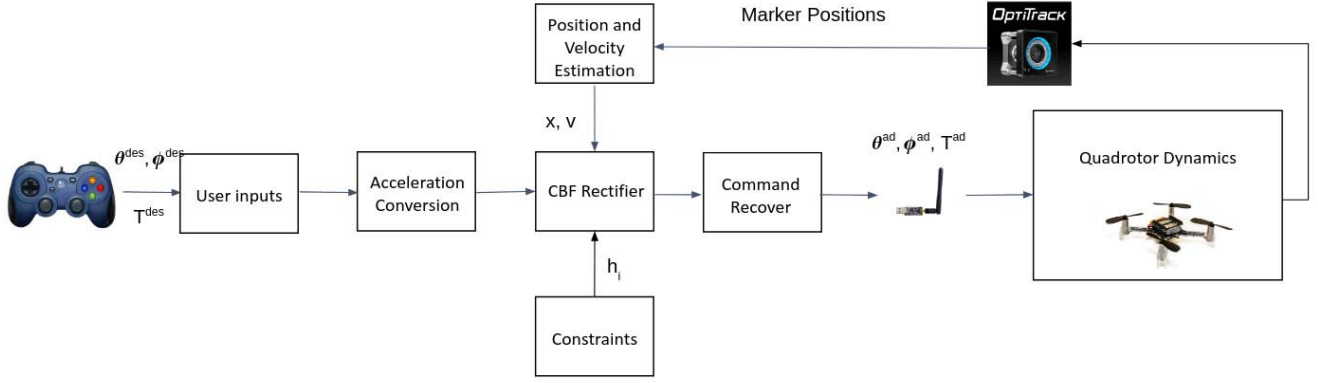 Marker Positions
OPTITRACK
Position and
Velocity
Estimation
x, v
θ^des, ϕ^des
T^des
User inputs
Acceleration
Conversion
CBF Rectifier
Command
Recover
θ^ad, ϕ^ad, T^ad
Quadrotor Dynamics
h_i
Constraints